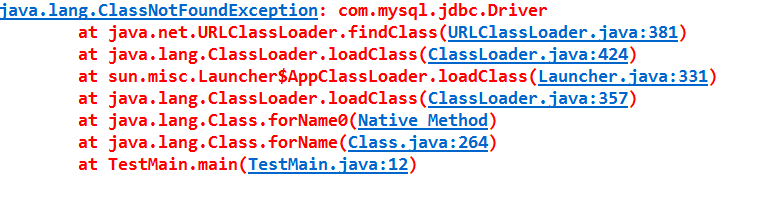 java.lang.ClassNotFoundException: com.mysql.jdbc.Driver
at java.net.URLClassLoader.findClass(URLClassLoader.java:381)
at java.lang.ClassLoader.loadClass(ClassLoader.java:424)
at sun.misc.Launcher$AppClassLoader.loadClass(Launcher.java:331)
at java.lang.ClassLoader.loadClass(ClassLoader.java:357)
at java.lang.Class.forName0(Native Method)
at java.lang.Class.forName(Class.java:264)
at TestMain.main(TestMain.java:12)